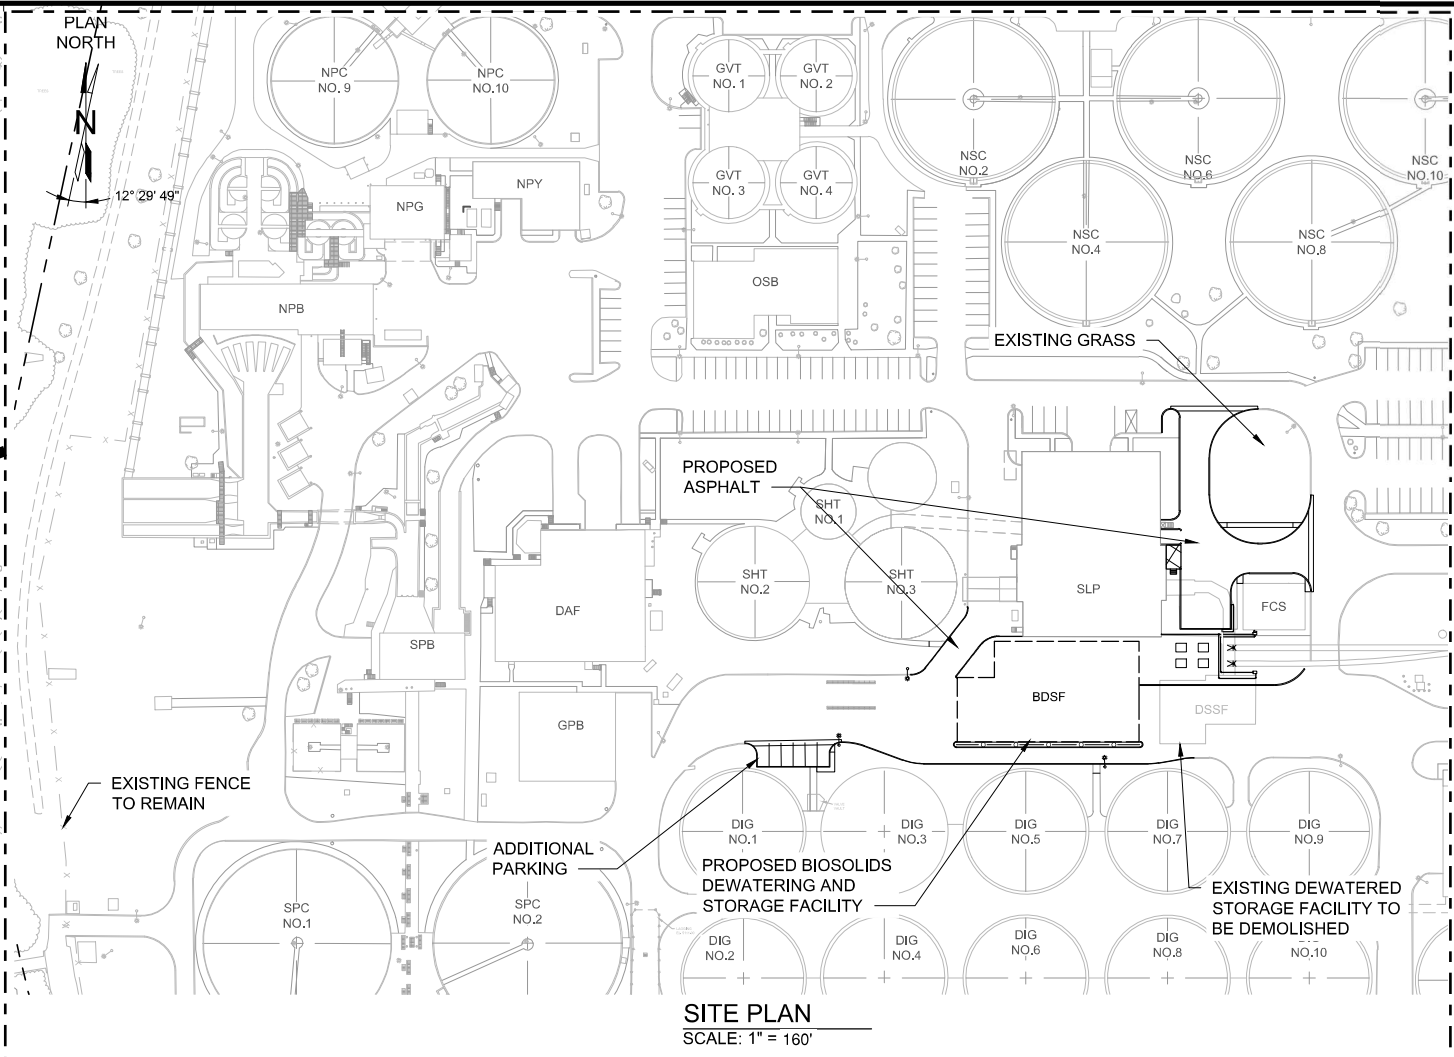 PLAN
NORTH
N
12° 29' 49"
NPC
NO. 9
NPC
NO.10
GVT
NO. 1
GVT
NO. 2
GVT
NO. 3
GVT
NO. 4
NSC
NO.2
NSC
NO.6
NSC
NO.10
NSC
NO.4
NSC
NO.8
NPY
NPG
NPB
OSB
EXISTING GRASS
PROPOSED
ASPHALT
SHT
NO.1
SHT
NO.2
SHT
NO.3
DAF
SPB
GPB
SLP
FCS
BDSF
DSSF
EXISTING FENCE
TO REMAIN
ADDITIONAL
PARKING
PROPOSED BIOSOLIDS
DEWATERING AND
STORAGE FACILITY
EXISTING DEWATERED
STORAGE FACILITY TO
BE DEMOLISHED
DIG
NO.1
DIG
NO.3
DIG
NO.5
DIG
NO.7
DIG
NO.9
SPC
NO.1
SPC
NO.2
DIG
NO.2
DIG
NO.4
DIG
NO.6
DIG
NO.8
NO.10
SITE PLAN
SCALE: 1" = 160'